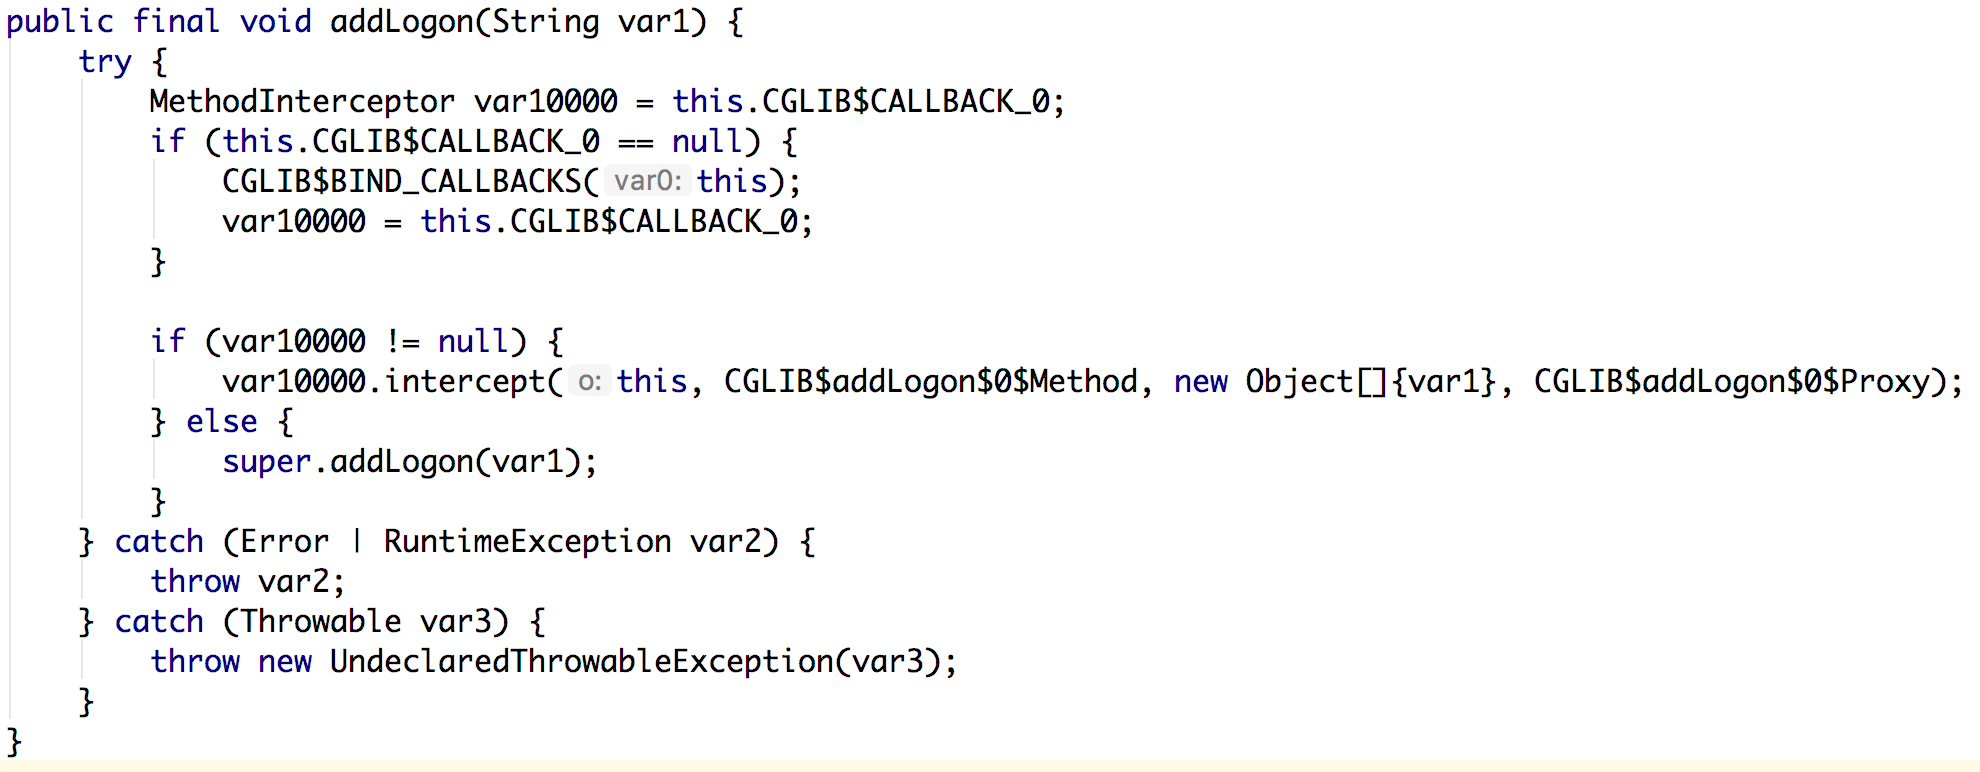 public final void addLogon(String var1) {
    try {
        MethodInterceptor var10000 = this.CGLIB$CALLBACK_0;
        if (this.CGLIB$CALLBACK_0 == null) {
            CGLIB$BIND_CALLBACKS( var0: this);
            var10000 = this.CGLIB$CALLBACK_0;
        }

        if (var10000 != null) {
            var10000.intercept( o: this, CGLIB$addLogon$0$Method, new Object[]{var1}, CGLIB$addLogon$0$Proxy);
        } else {
            super.addLogon(var1);
        }
    } catch (Error | RuntimeException var2) {
        throw var2;
    } catch (Throwable var3) {
        throw new UndeclaredThrowableException(var3);
    }
}